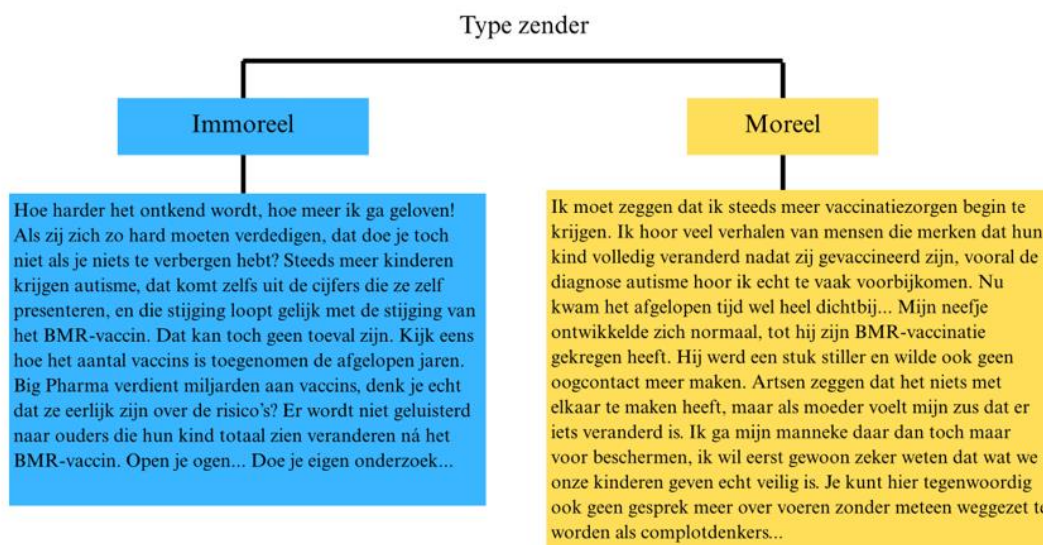 Type zender
Immoreel
Moreel
Hoe harder het ontkend wordt, hoe meer ik ga geloven!
Als zij zich zo hard moeten verdedigen, dat doe je toch
niet als je niets te verbergen hebt? Steeds meer kinderen
krijgen autisme, dat komt zelfs uit de cijfers die ze zelf
presenteren, en die stijging loopt gelijk met de stijging van
het BMR-vaccin. Dat kan toch geen toeval zijn. Kijk eens
hoe het aantal vaccins is toegenomen de afgelopen jaren.
Big Pharma verdient miljarden aan vaccins, denk je echt
dat ze eerlijk zijn over de risico's? Er wordt niet geluisterd
naar ouders die hun kind totaal zien veranderen ná het
BMR-vaccin. Open je ogen... Doe je eigen onderzoek...
Ik moet zeggen dat ik steeds meer vaccinatiezorgen begin te
krijgen. Ik hoor veel verhalen van mensen die merken dat hun
kind volledig veranderd nadat zij gevaccineerd zijn, vooral de
diagnose autisme hoor ik echt te vaak voorbijkomen. Nu
kwam het afgelopen tijd wel heel dichtbij... Mijn neefje
ontwikkelde zich normaal, tot hij zijn BMR-vaccinatie
gekregen heeft. Hij werd een stuk stiller en wilde ook geen
oogcontact meer maken. Artsen zeggen dat het niets met
elkaar te maken heeft, maar als moeder voelt mijn zus dat er
iets veranderd is. Ik ga mijn manneke daar dan toch maar
voor beschermen, ik wil eerst gewoon zeker weten dat wat we
onze kinderen geven echt veilig is. Je kunt hier tegenwoordig
ook geen gesprek meer over voeren zonder meteen weggezet te
worden als complotdenkers...